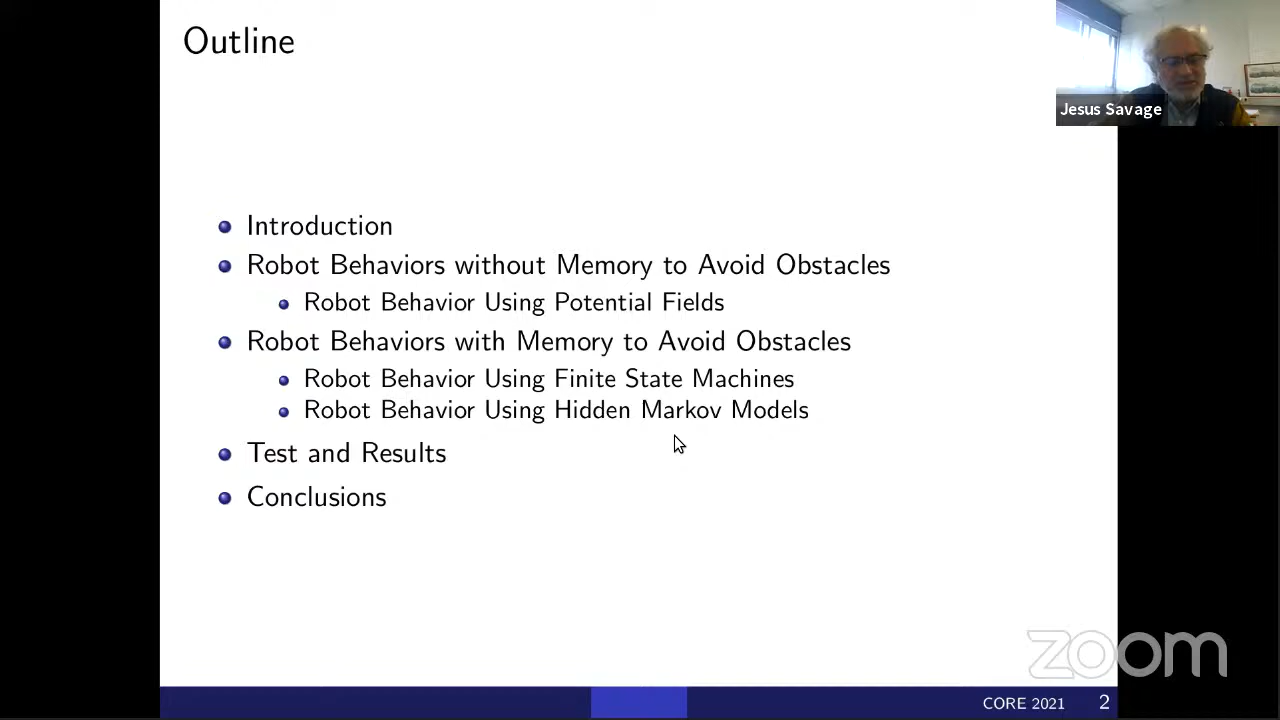 Outline
Jesus Savage
Introduction
Robot Behaviors without Memory to Avoid Obstacles
Robot Behavior Using Potential Fields
Robot Behaviors with Memory to Avoid Obstacles
Robot Behavior Using Finite State Machines
Robot Behavior Using Hidden Markov Models
Test and Results
Conclusions
zoom
CORE 2021 2